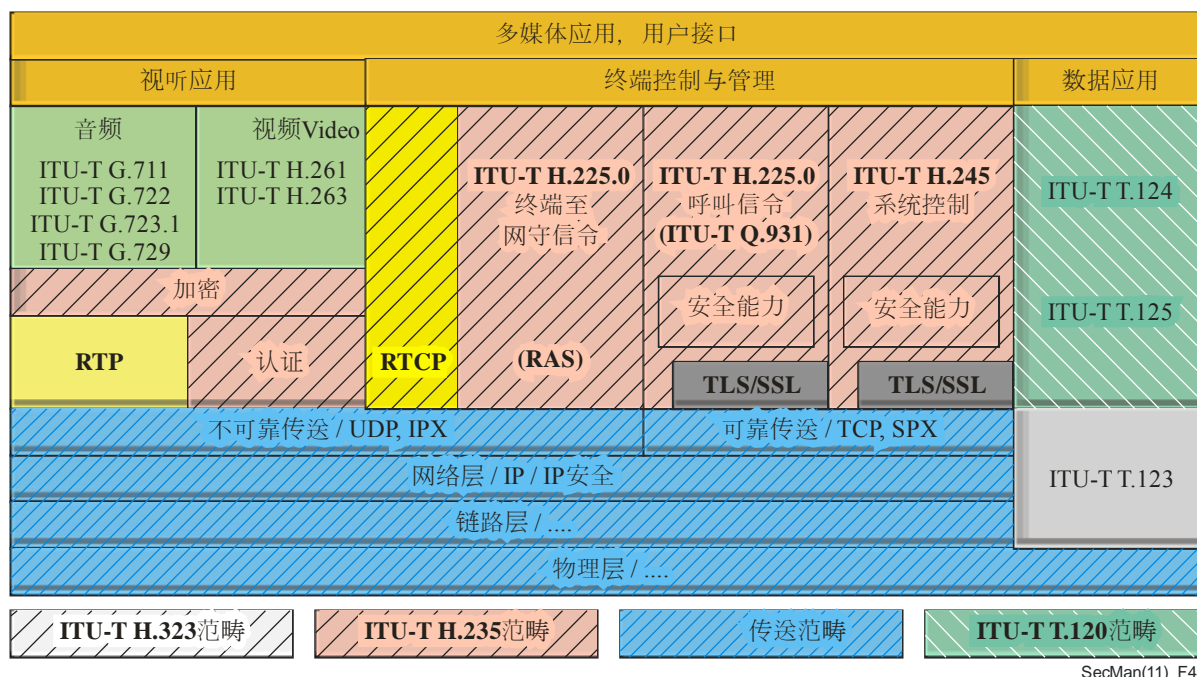 多媒体应用, 用户接口
视听应用
终端控制与管理
数据应用
音频
ITU-T G.711
ITU-T G.722
ITU-T G.723.1
ITU-T G.729
视频Video
ITU-T H.261
ITU-T H.263
加密
RTP
认证
RTCP
ITU-T H.225.0
终端至
网守信令
(RAS)
ITU-T H.225.0
呼叫信令
(ITU-T Q.931)
安全能力
TLS/SSL
ITU-T H.245
系统控制
安全能力
TLS/SSL
ITU-T T.124
ITU-T T.125
不可靠传送 / UDP, IPX
可靠传送 / TCP, SPX
网络层 / IP / IP安全
ITU-T T.123
链路层 / ....
物理层 / ....
ITU-T H.323范畴
ITU-T H.235范畴
传送范畴
ITU-T T.120范畴